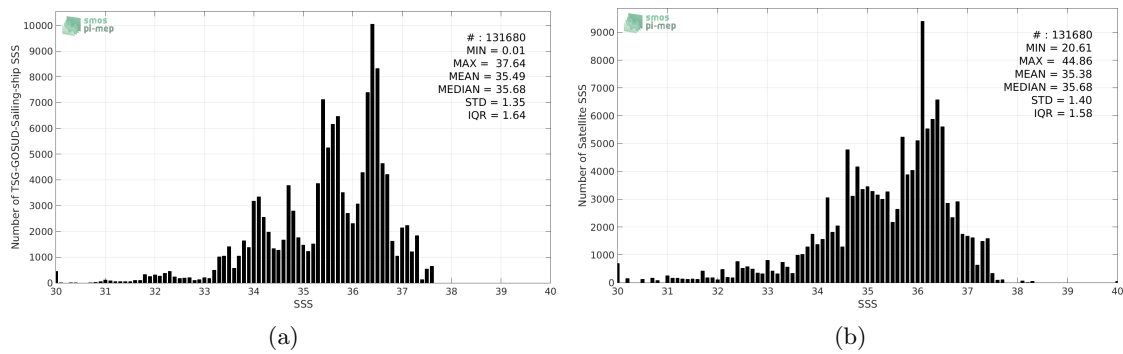 smos
pi-mep
# : 131680
MIN = 0.01
MAX = 37.64
MEAN = 35.49
MEDIAN = 35.68
STD = 1.35
IQR = 1.64
Number of TSG-GOSUD-Sailing-ship SSS
10000
9000
8000
7000
6000
5000
4000
3000
2000
1000
0
30 31 32 33 34 35 36 37 38 39 40
SSS
(a)
smos
pi-mep
# : 131680
MIN = 20.61
MAX = 44.86
MEAN = 35.38
MEDIAN = 35.68
STD = 1.40
IQR = 1.58
Number of Satellite SSS
9000
8000
7000
6000
5000
4000
3000
2000
1000
0
30 31 32 33 34 35 36 37 38 39 40
SSS
(b)